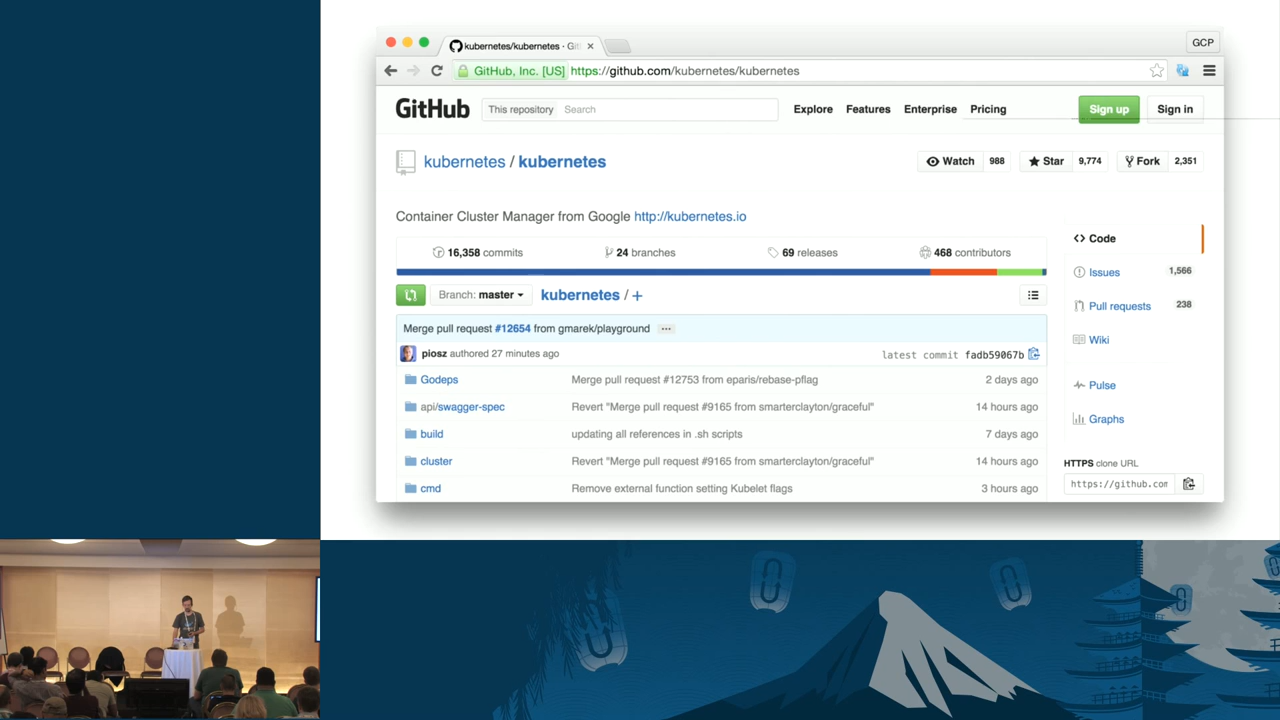 kubernetes/kubernetes · Git
GCP
GitHub, Inc. [US] https://github.com/kubernetes/kubernetes
GitHub This repository Search Explore Features Enterprise Pricing Sign up Sign in
kubernetes / kubernetes Watch 988 Star 9,774 Fork 2,351
Container Cluster Manager from Google http://kubernetes.io
16,358 commits 24 branches 69 releases 468 contributors
Branch: master kubernetes / +
Merge pull request #12654 from gmarek/playground ...
piosz authored 27 minutes ago latest commit fadb59067b
Godeps Merge pull request #12753 from eparis/rebase-pflag 2 days ago
api/swagger-spec Revert "Merge pull request #9165 from smarterclayton/graceful" 14 hours ago
build updating all references in .sh scripts 7 days ago
cluster Revert "Merge pull request #9165 from smarterclayton/graceful" 14 hours ago
cmd Remove external function setting Kubelet flags 3 hours ago
Code
Issues 1,566
Pull requests 238
Wiki
Pulse
Graphs
HTTPS clone URL
https://github.com